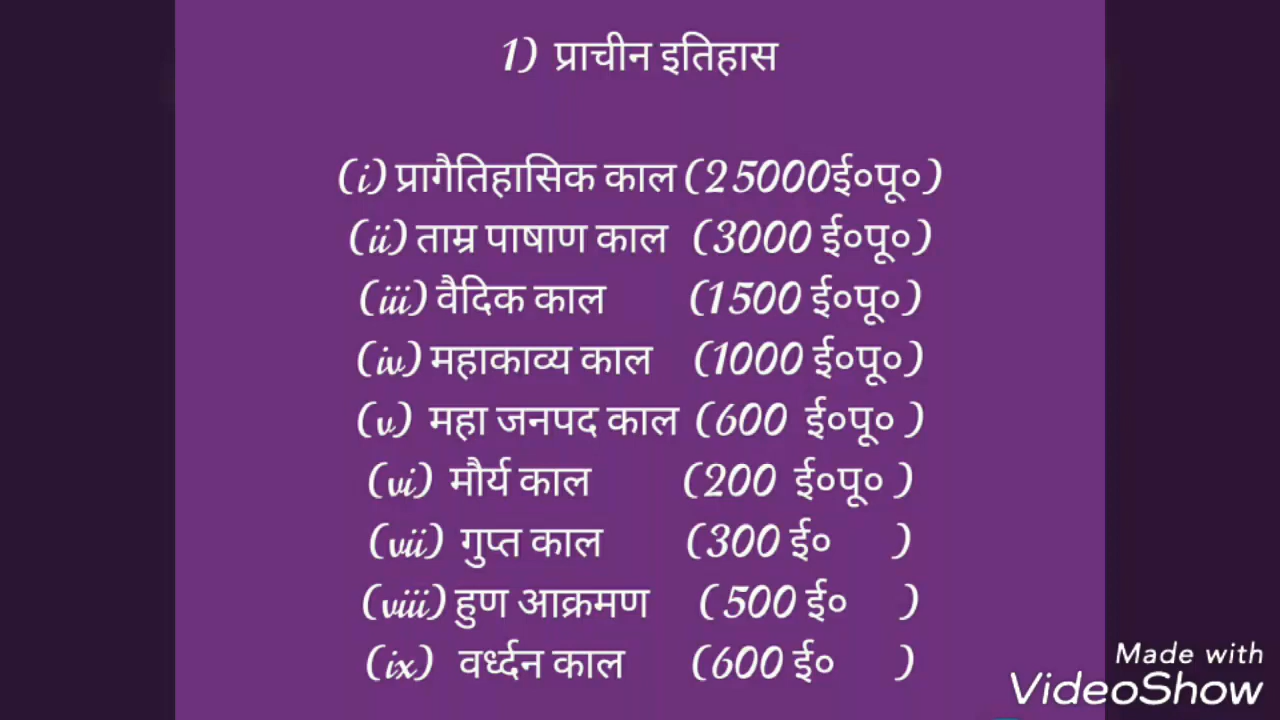 1) प्राचीन इतिहास
(i) प्रागैतिहासिक काल (25000ई०पू०)
(ii) ताम्र पाषाण काल (3000 ई०पू०)
(iii) वैदिक काल (1500 ई०पू०)
(iv) महाकाव्य काल (1000 ई०पू०)
(v) महा जनपद काल (600 ई०पू० )
(vi) मौर्य काल (200 ई०पू० )
(vii) गुप्त काल (300 ई० )
(viii) हुण आक्रमण (500 ई० )
(ix) वर्ध्दन काल (600 ई० )
Made with
VideoShow